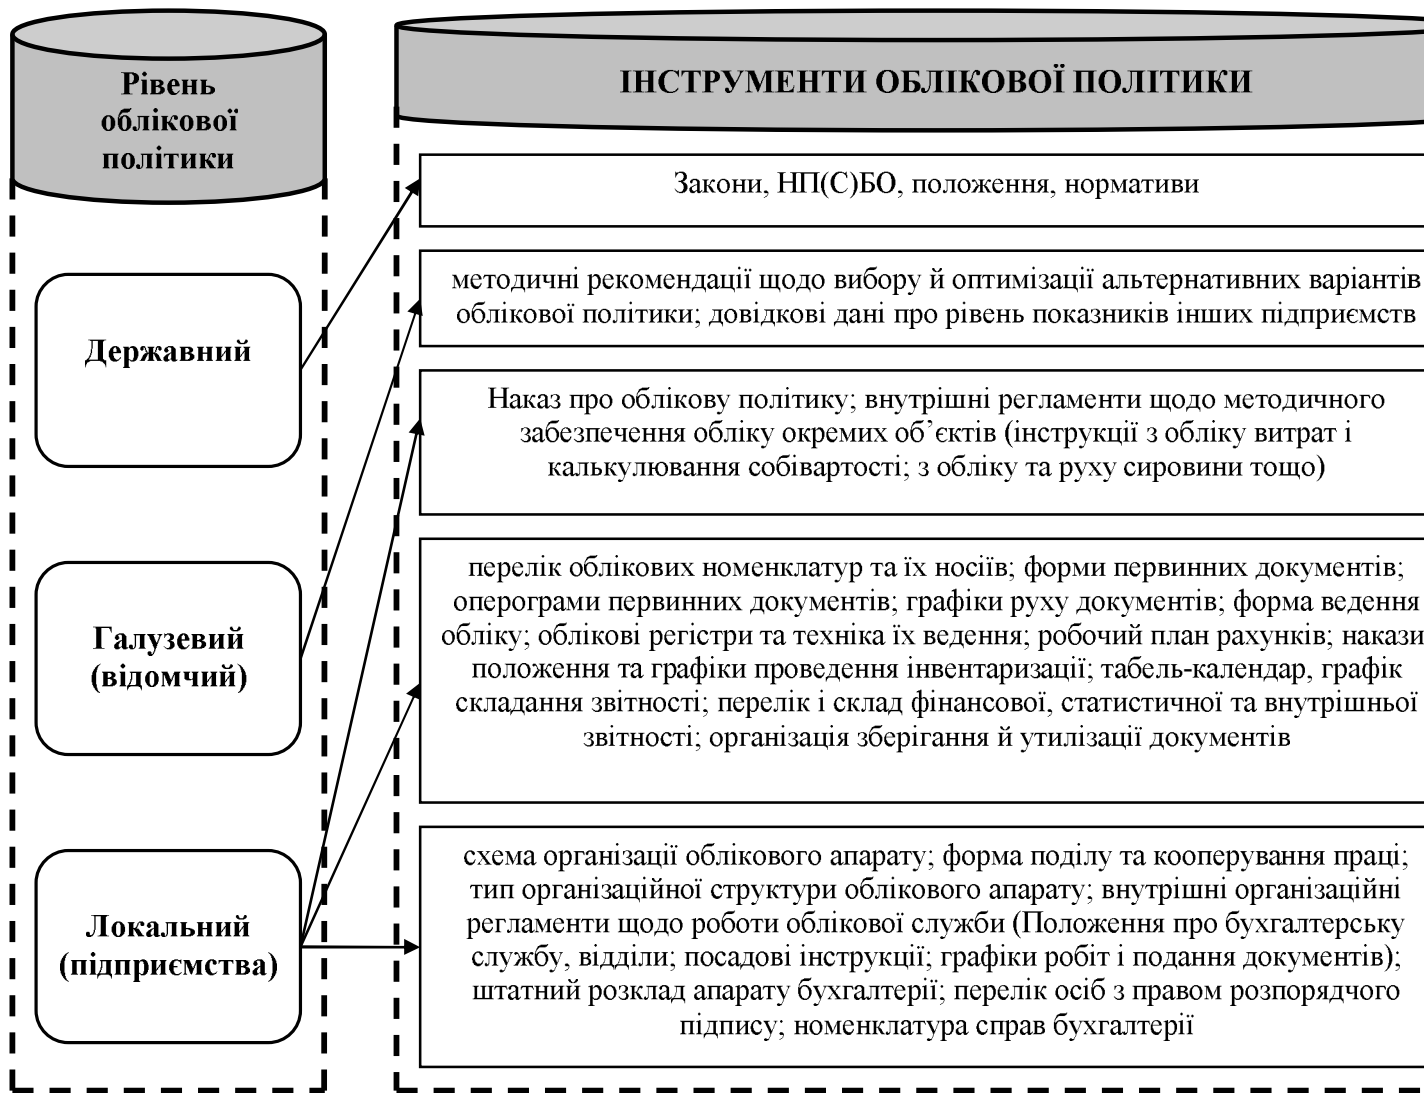 Рівень
облікової
політики
ІНСТРУМЕНТИ ОБЛІКОВОЇ ПОЛІТИКИ
Державний
Галузевий
(відомчий)
Локальний
(підприємства)
Закони, НП(С)БО, положення, нормативи
методичні рекомендації щодо вибору й оптимізації альтернативних варіантів
облікової політики; довідкові дані про рівень показників інших підприємств
Наказ про облікову політику; внутрішні регламенти щодо методичного
забезпечення обліку окремих об’єктів (інструкції з обліку витрат і
калькулювання собівартості; з обліку та руху сировини тощо)
перелік облікових номенклатур та їх носіїв; форми первинних документів;
оперограми первинних документів; графіки руху документів; форма ведення
обліку; облікові регістри та техніка їх ведення; робочий план рахунків; накази
положення та графіки проведення інвентаризації; табель-календар, графік
складання звітності; перелік і склад фінансової, статистичної та внутрішньої
звітності; організація зберігання й утилізації документів
схема організації облікового апарату; форма поділу та кооперування праці;
тип організаційної структури облікового апарату; внутрішні організаційні
регламенти щодо роботи облікової служби (Положення про бухгалтерську
службу, відділи; посадові інструкції; графіки робіт і подання документів);
штатний розклад апарату бухгалтерії; перелік осіб з правом розпорядчого
підпису; номенклатура справ бухгалтерії